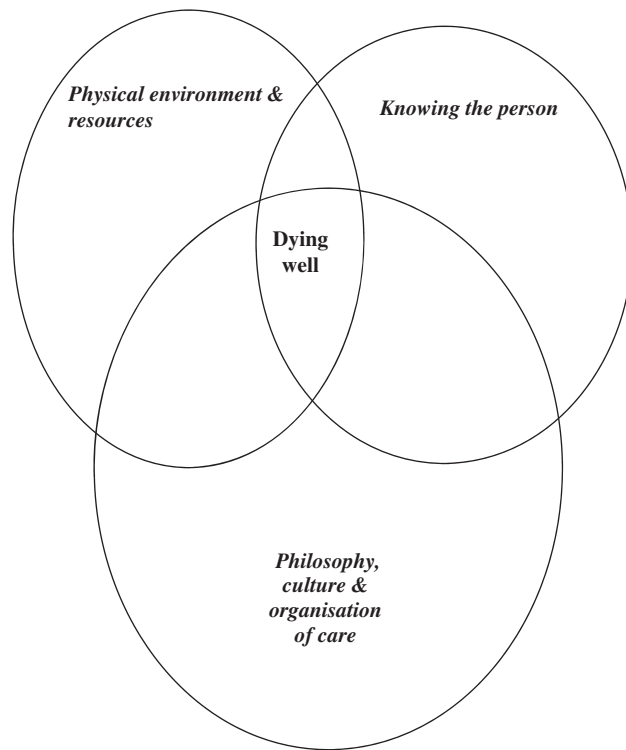 Physical environment &
resources
Knowing the person
Dying
well
Philosophy,
culture &
organisation
of care